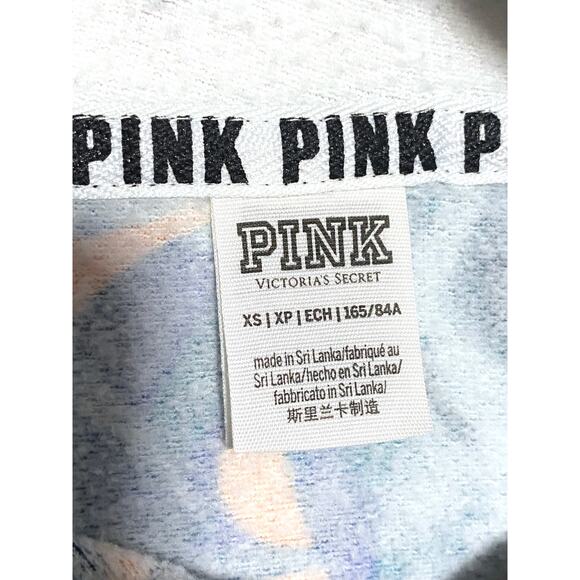 PINK PINK P
PINK
VICTORIA'S SECRET
XS | XP | ECH | 165/84A
made in Sri Lanka/fabriqué au
Sri Lanka/hecho en Sri Lanka/
fabbricato in Sri Lanka/
斯里兰卡制造